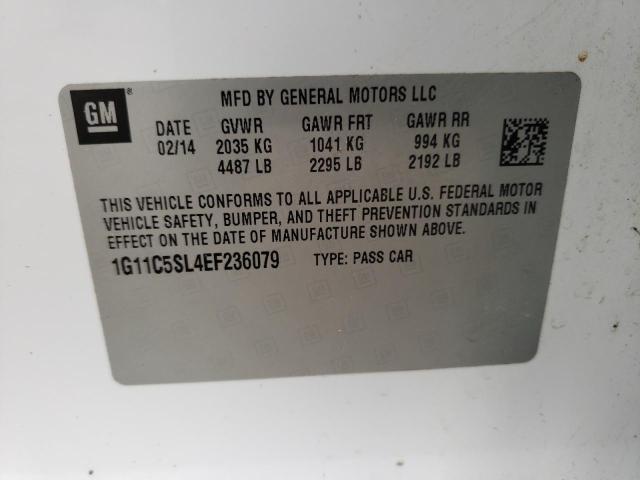 GM ®
MFD BY GENERAL MOTORS LLC
DATE GVWR GAWR FRT GAWR RR
02/14 2035 KG 1041 KG 994 KG
4487 LB 2295 LB 2192 LB
THIS VEHICLE CONFORMS TO ALL APPLICABLE U.S. FEDERAL MOTOR
VEHICLE SAFETY, BUMPER, AND THEFT PREVENTION STANDARDS IN
EFFECT ON THE DATE OF MANUFACTURE SHOWN ABOVE.
1G11C5SL4EF236079 TYPE: PASS CAR